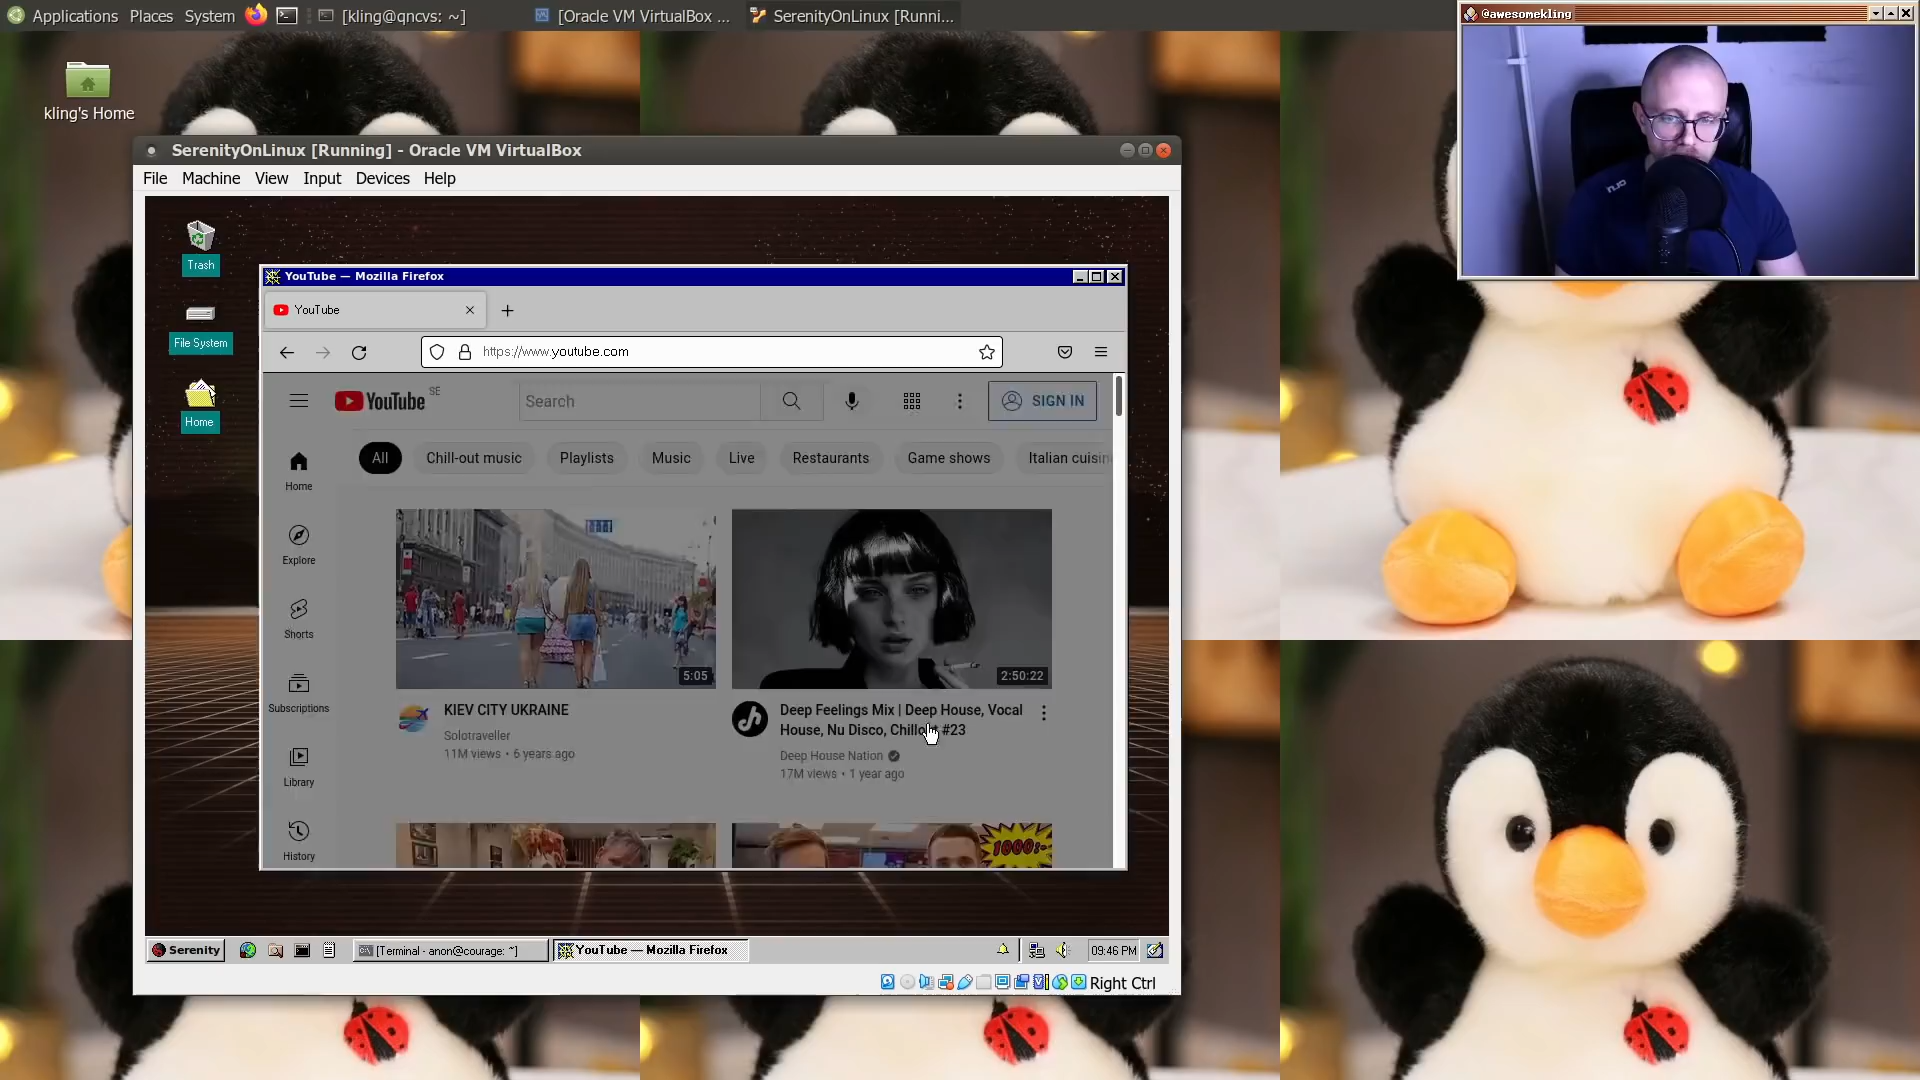 Applications Places System [kling@qncvs: ~] [Oracle VM VirtualBox ... SerenityOnLinux [Runni...
@awesomekling
kling's Home
SerenityOnLinux [Running] - Oracle VM VirtualBox
File Machine View Input Devices Help
Trash
File System
Home
YouTube — Mozilla Firefox
YouTube
https://www.youtube.com
YouTube SE
Search
SIGN IN
All Chill-out music Playlists Music Live Restaurants Game shows Italian cuisin
Home
Explore
Shorts
Subscriptions
Library
History
5:05
KIEV CITY UKRAINE
Solotraveller
11M views • 6 years ago
2:50:22
Deep Feelings Mix | Deep House, Vocal
House, Nu Disco, Chillout #23
Deep House Nation
17M views • 1 year ago
1000:-
Serenity [Terminal - anon@courage: ~] YouTube — Mozilla Firefox 09:46 PM
Right Ctrl